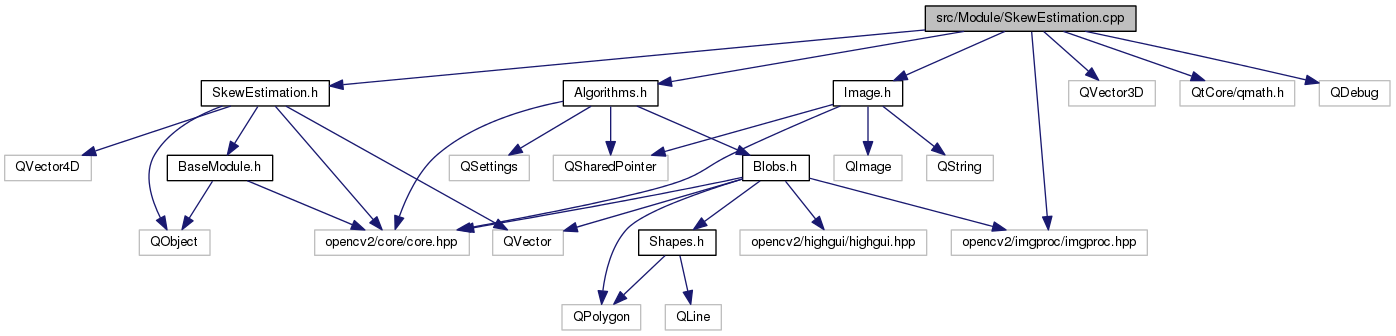 src/Module/SkewEstimation.cpp
SkewEstimation.h
Algorithms.h
Image.h
QVector3D
QtCore/qmath.h
QDebug
QVector4D
BaseModule.h
QSettings
QSharedPointer
Blobs.h
QImage
QString
QObject
opencv2/core/core.hpp
QVector
Shapes.h
opencv2/highgui/highgui.hpp
opencv2/imgproc/imgproc.hpp
QPolygon
QLine